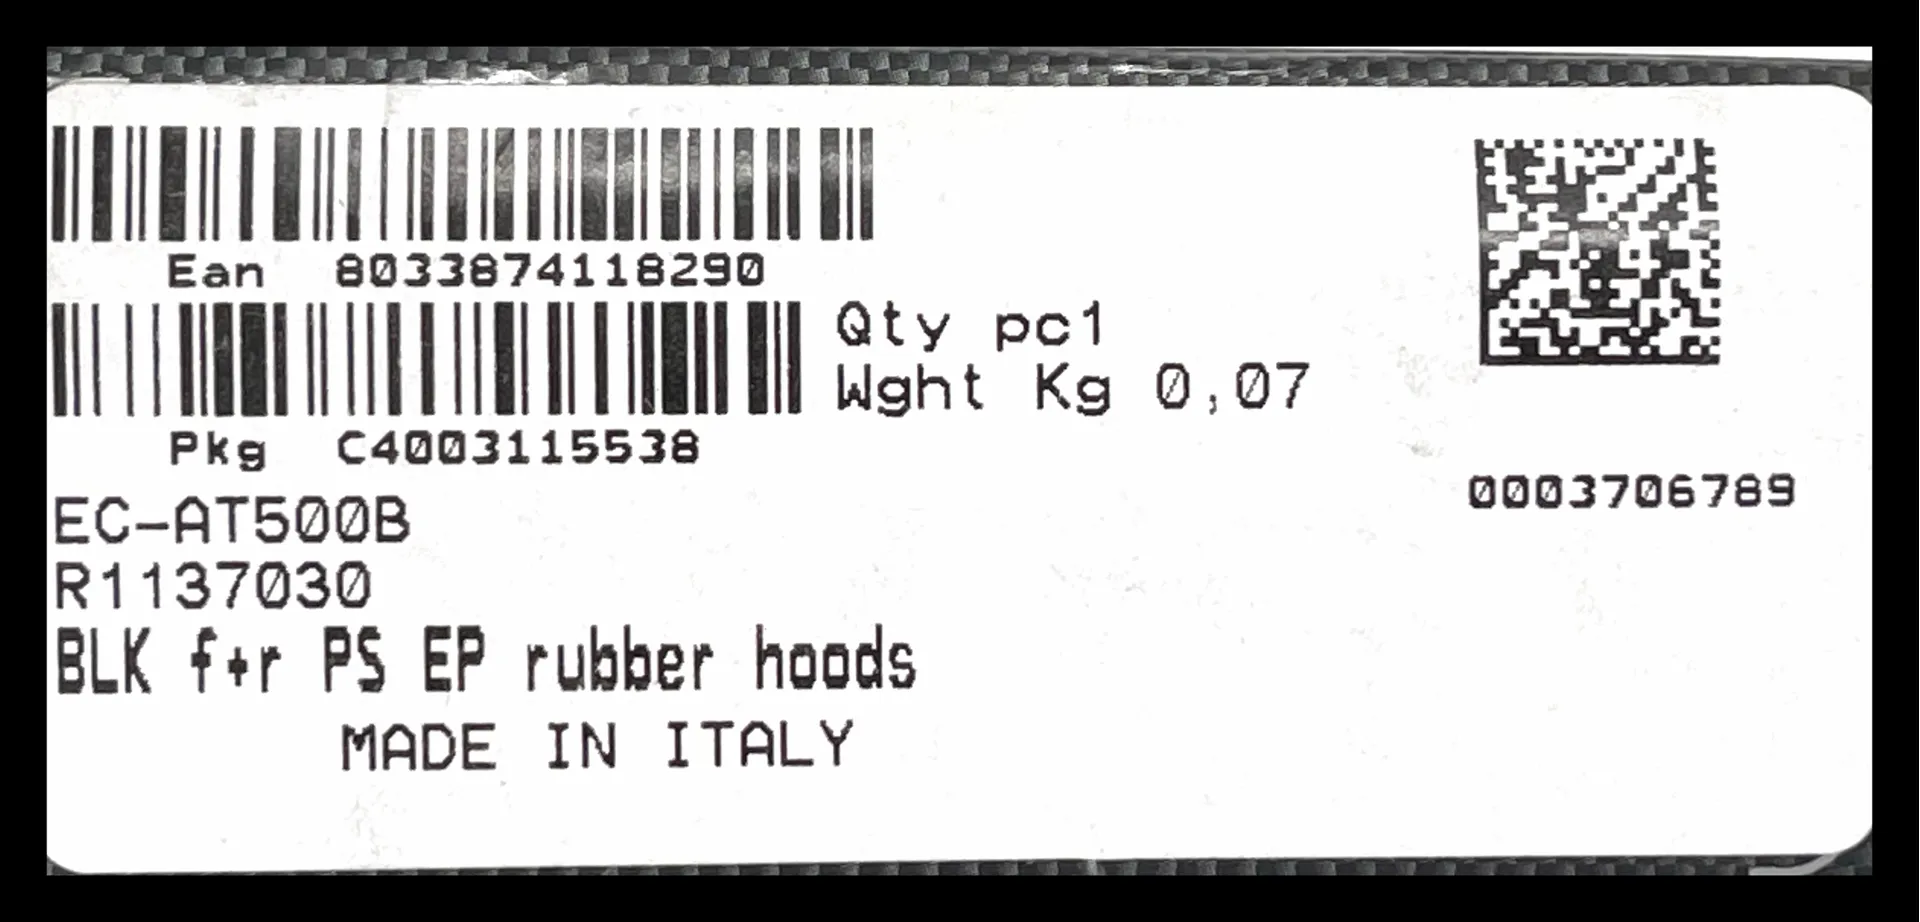 Ean 8033874118290
Qty pc1
Wght Kg 0,07
Pkg C4003115538
0003706789
EC-AT500B
R1137030
BLK f+r PS EP rubber hoods
MADE IN ITALY